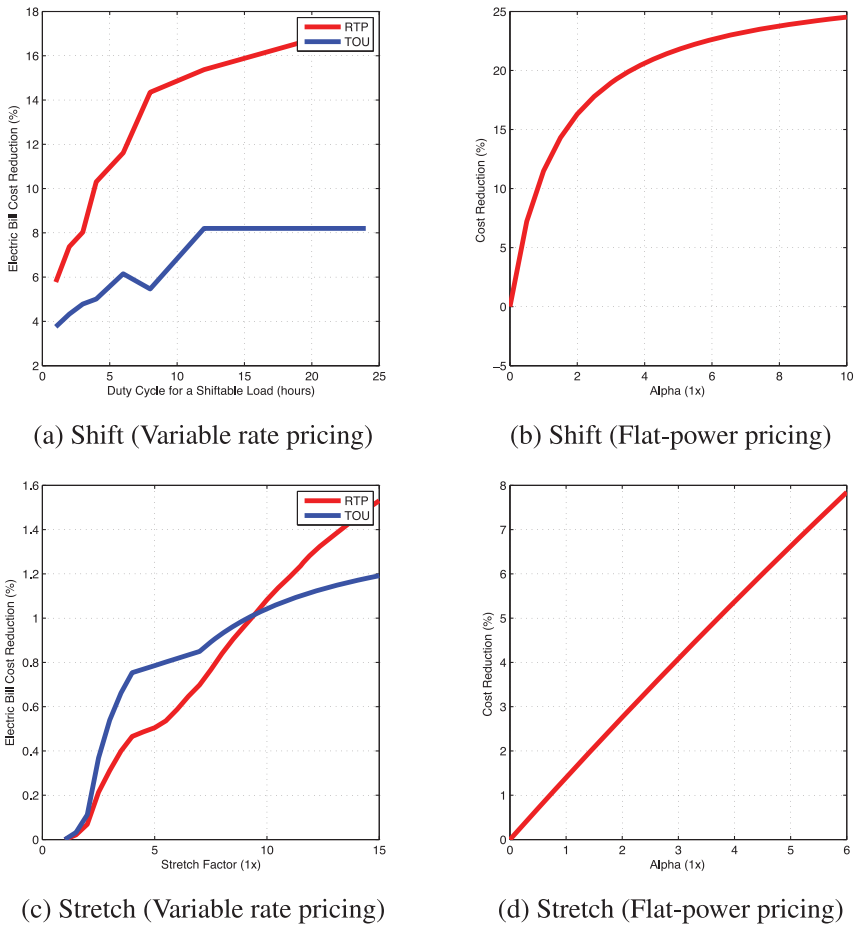 18
16
14
12
10
8
6
4
2
Electric Bill Cost Reduction (%)
RTP
TOU
0 5 10 15 20 25
Duty Cycle for a Shiftable Load (hours)
(a) Shift (Variable rate pricing)
25
20
15
10
5
0
−5
Cost Reduction (%)
0 2 4 6 8 10
Alpha (1x)
(b) Shift (Flat-power pricing)
1.6
1.4
1.2
1
0.8
0.6
0.4
0.2
0
Electric Bill Cost Reduction (%)
RTP
TOU
0 5 10 15
Stretch Factor (1x)
(c) Stretch (Variable rate pricing)
8
7
6
5
4
3
2
1
0
Cost Reduction (%)
0 1 2 3 4 5 6
Alpha (1x)
(d) Stretch (Flat-power pricing)